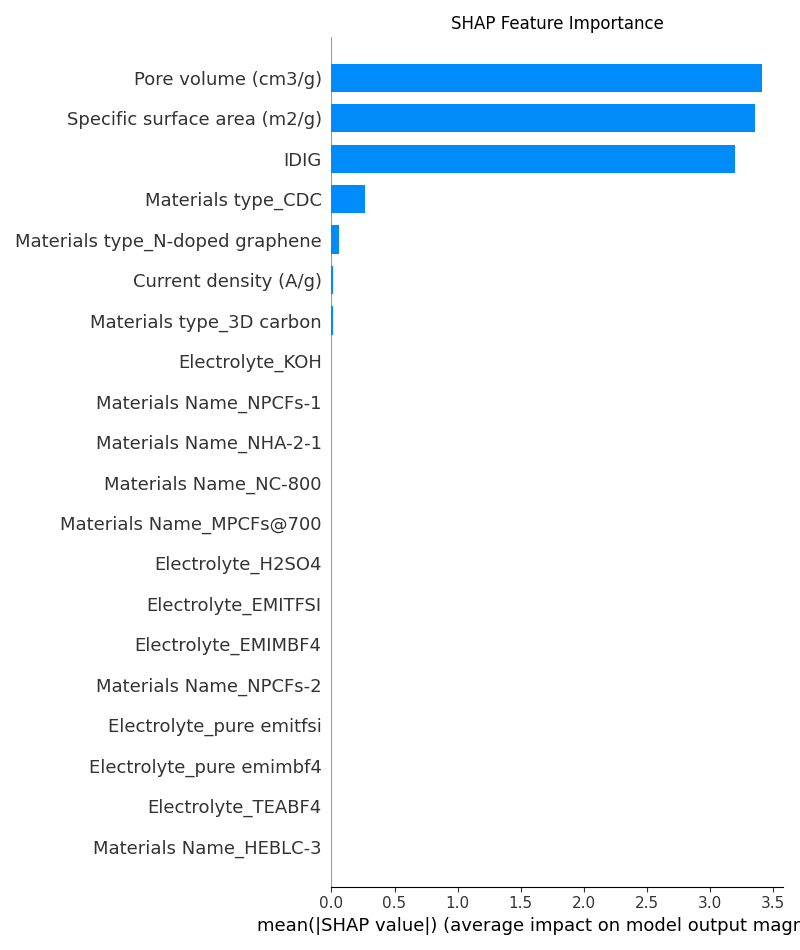 SHAP Feature Importance
Pore volume (cm3/g)
Specific surface area (m2/g)
IDIG
Materials type_CDC
Materials type_N-doped graphene
Current density (A/g)
Materials type_3D carbon
Electrolyte_KOH
Materials Name_NPCFs-1
Materials Name_NHA-2-1
Materials Name_NC-800
Materials Name_MPCFs@700
Electrolyte_H2SO4
Electrolyte_EMITFSI
Electrolyte_EMIMBF4
Materials Name_NPCFs-2
Electrolyte_pure emitfsi
Electrolyte_pure emimbf4
Electrolyte_TEABF4
Materials Name_HEBLC-3
0.0 0.5 1.0 1.5 2.0 2.5 3.0 3.5
mean(|SHAP value|) (average impact on model output magr